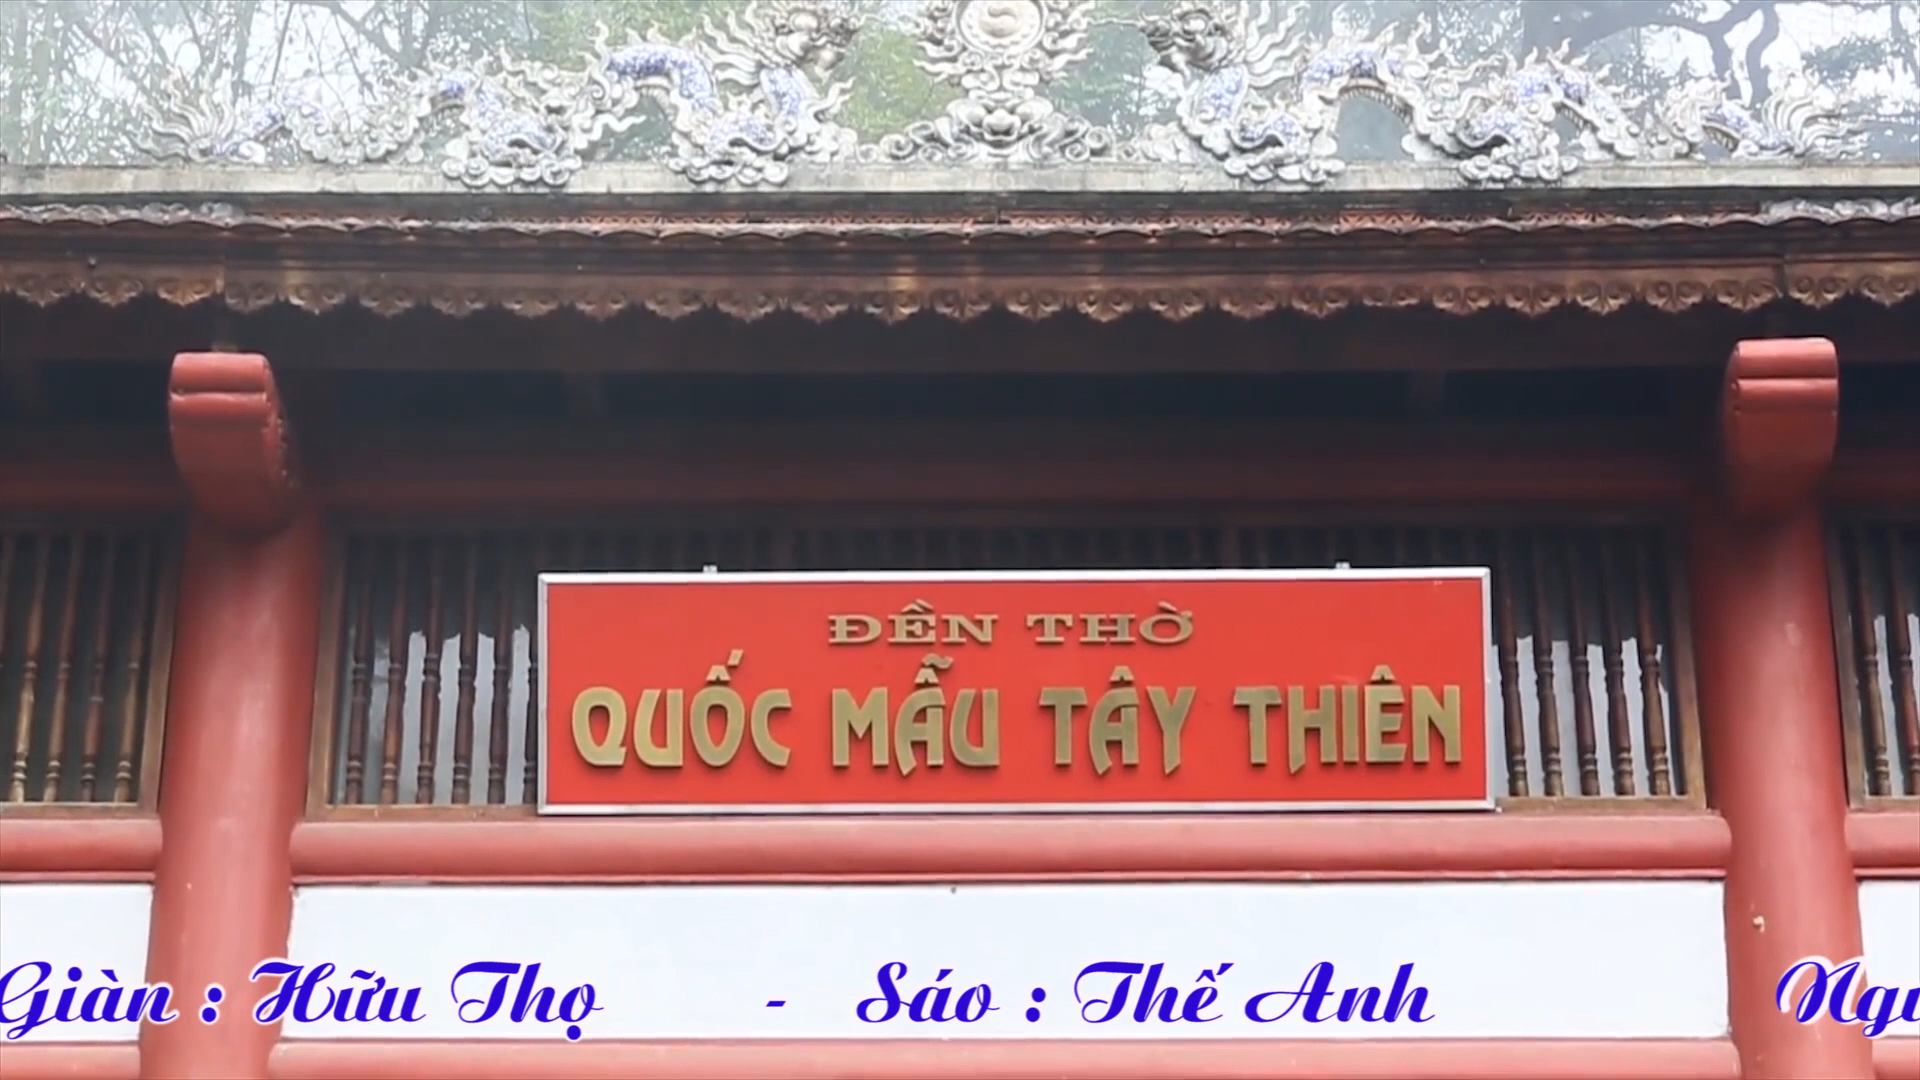 ĐỀN THỜ
QUỐC MẪU TÂY THIÊN
Giàn : Hữu Thọ - Sáo : Thế Anh